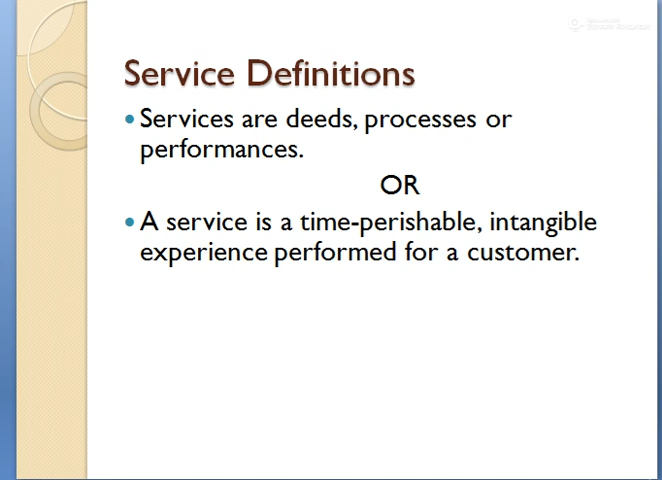 Service Definitions
• Services are deeds, processes or
performances.
OR
• A service is a time-perishable, intangible
experience performed for a customer.